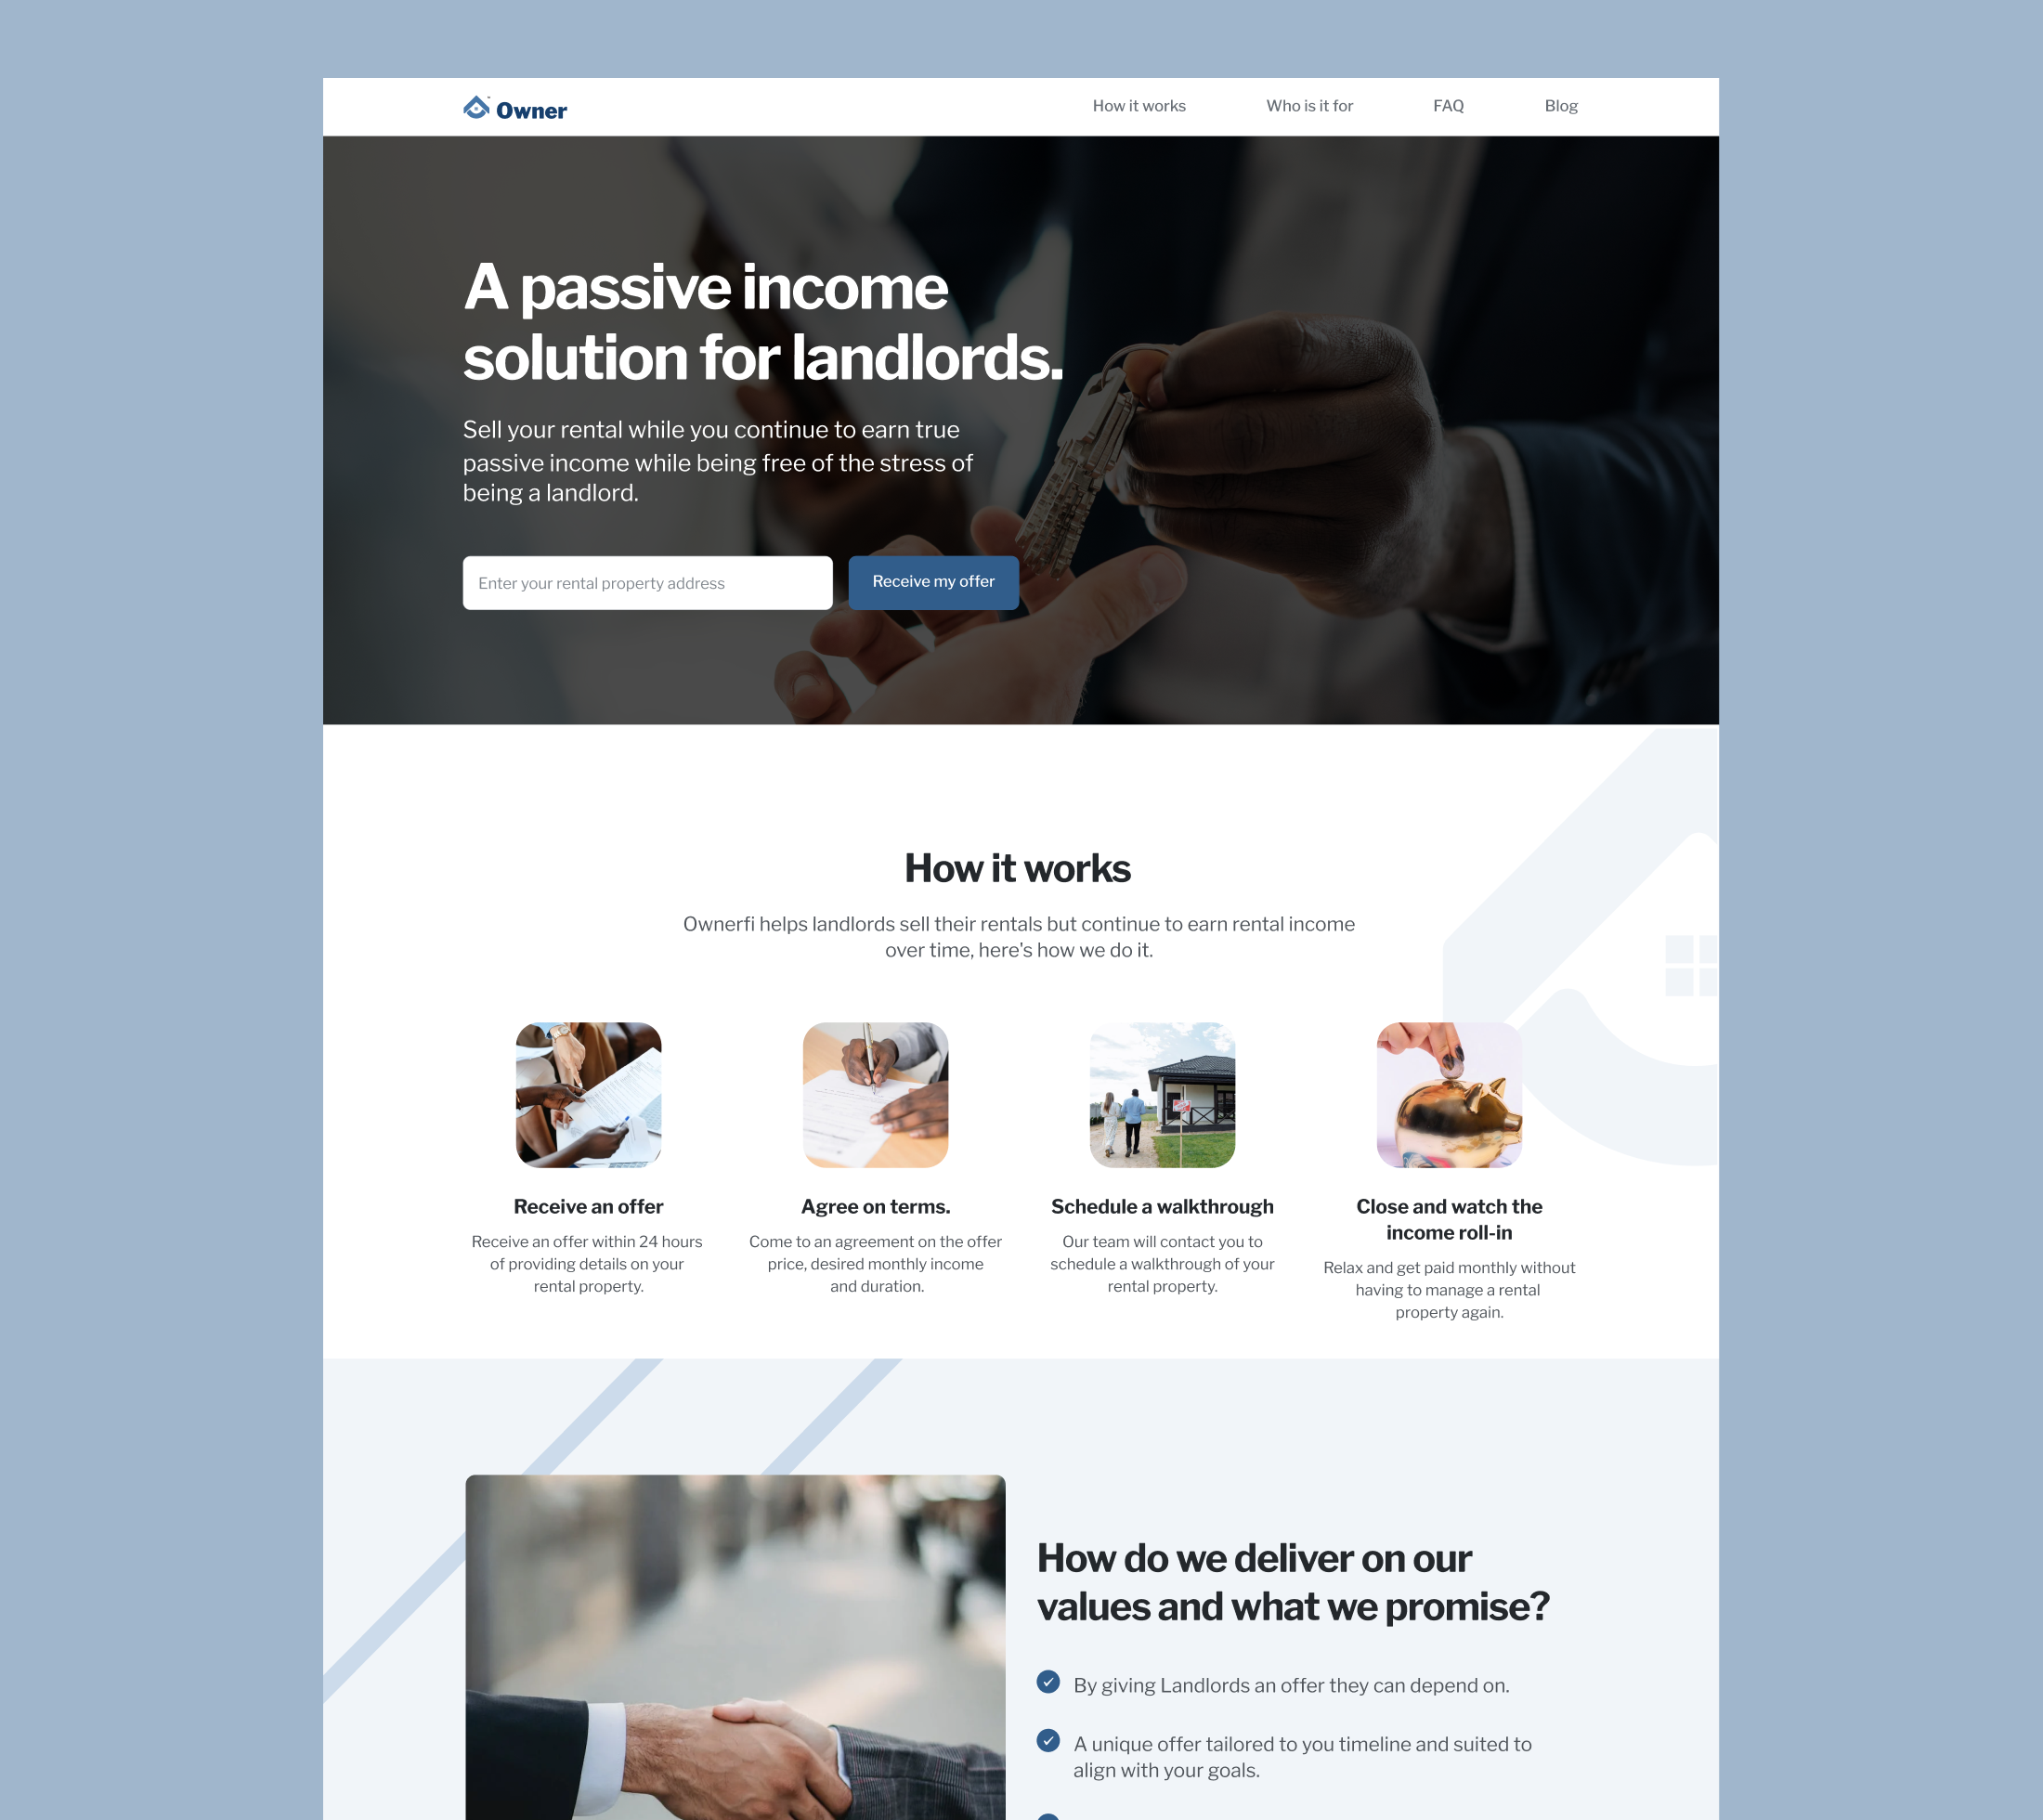 Owner
How it works
Who is it for
FAQ
Blog
A passive income
solution for landlords.
Sell your rental while you continue to earn true
passive income while being free of the stress of
being a landlord.
Enter your rental property address
Receive my offer
How it works
Ownerfi helps landlords sell their rentals but continue to earn rental income
over time, here's how we do it.
Receive an offer
Receive an offer within 24 hours
of providing details on your
rental property.
Agree on terms.
Come to an agreement on the offer
price, desired monthly income
and duration.
Schedule a walkthrough
Our team will contact you to
schedule a walkthrough of your
rental property.
Close and watch the
income roll-in
Relax and get paid monthly without
having to manage a rental
property again.
How do we deliver on our
values and what we promise?
By giving Landlords an offer they can depend on.
A unique offer tailored to you timeline and suited to
align with your goals.